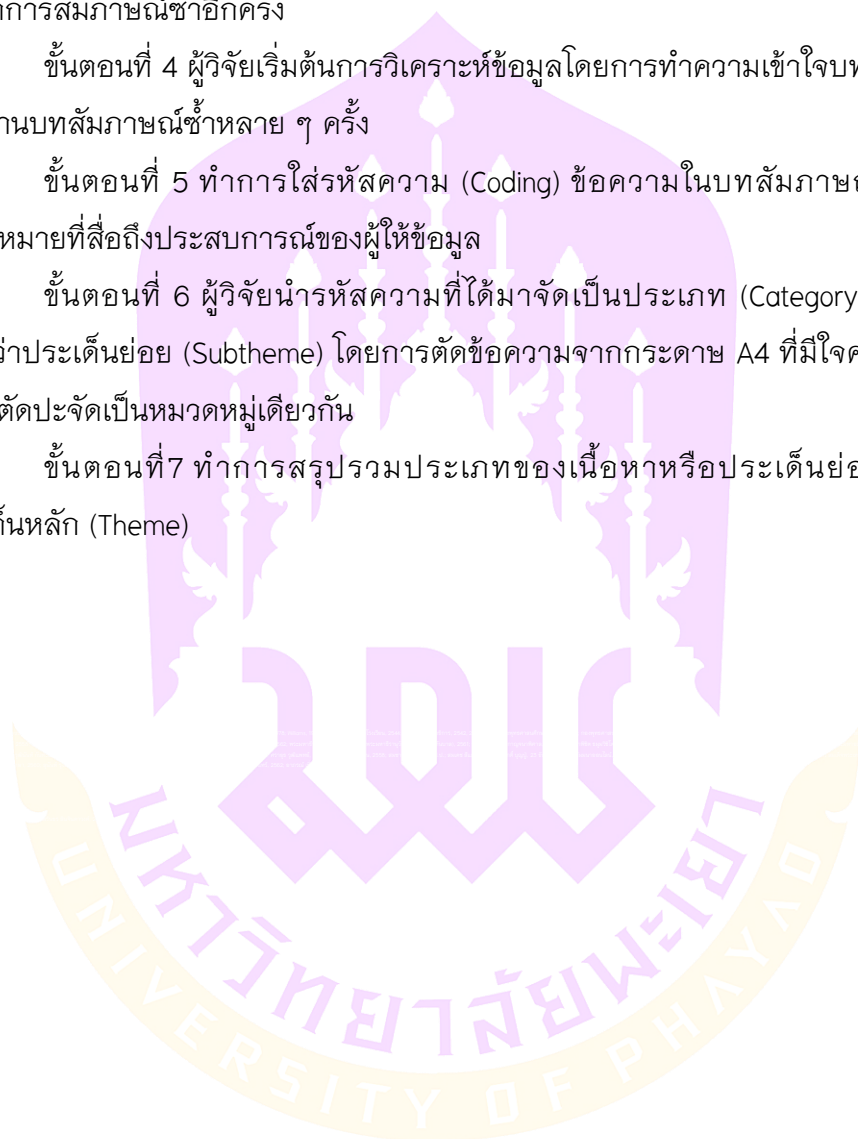 าการสัมภาษณ์ซ้ำอีกครั้ง
ขั้นตอนที่ 4 ผู้วิจัยเริ่มต้นการวิเคราะห์ข้อมูลโดยการทำความเข้าใจบท
านบทสัมภาษณ์ซ้ำหลาย ๆ ครั้ง
ขั้นตอนที่ 5 ทำการใส่รหัสความ (Coding) ข้อความในบทสัมภาษณ
หมายที่สื่อถึงประสบการณ์ของผู้ให้ข้อมูล
ขั้นตอนที่ 6 ผู้วิจัยนำรหัสความที่ได้มาจัดเป็นประเภท (Category
ว่าประเด็นย่อย (Subtheme) โดยการตัดข้อความจากกระดาษ A4 ที่มีใจค
ตัดปะจัดเป็นหมวดหมู่เดียวกัน
ขั้นตอนที่7 ทำการสรุปรวมประเภทของเนื้อหาหรือประเด็นย่อ
ด็นหลัก (Theme)
มหาวิทยาลัยพะเยา
UNIVERSITY OF PHAYAO